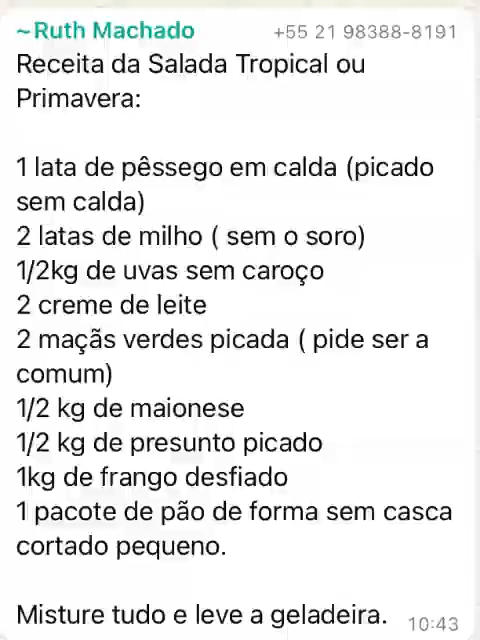 ~Ruth Machado +55 21 98388-8191
Receita da Salada Tropical ou
Primavera:
1 lata de pêssego em calda (picado
sem calda)
2 latas de milho ( sem o soro)
1/2kg de uvas sem caroço
2 creme de leite
2 maçãs verdes picada ( pide ser a
comum)
1/2 kg de maionese
1/2 kg de presunto picado
1kg de frango desfiado
1 pacote de pão de forma sem casca
cortado pequeno.
Misture tudo e leve a geladeira. 10:43